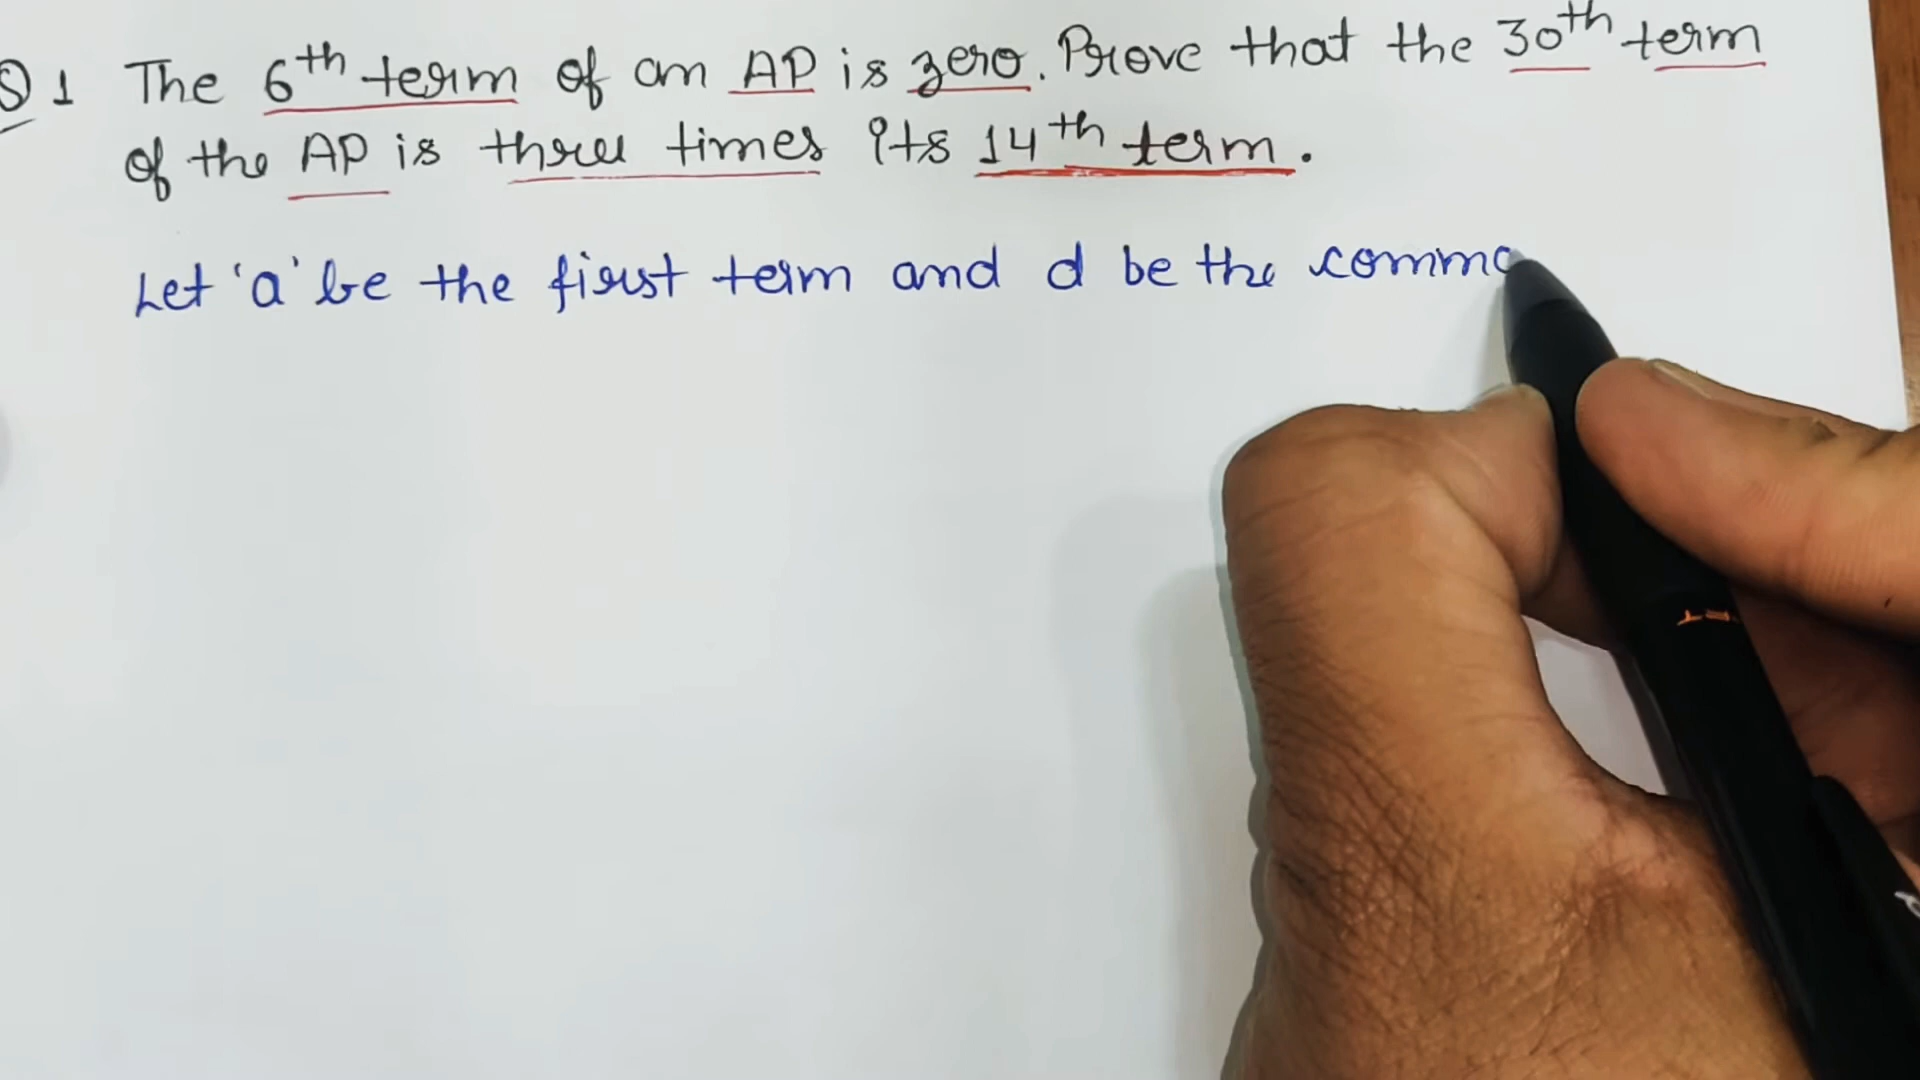 Q1 The 6th term of an AP is zero. Prove that the 30th term
of the AP is three times its 14th term.
Let 'a' be the first term and d be the commo